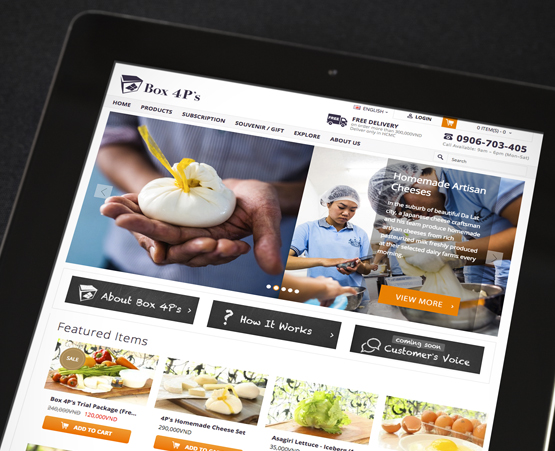 Box 4P's
ENGLISH
LOGIN
0 ITEM(S) - 0
HOME
PRODUCTS
SUBSCRIPTION
SOUVENIR / GIFT
EXPLORE
ABOUT US
FREE
FREE DELIVERY
on order more than 300,000VND
Deliver only in HCMC
0906-703-405
Call Available: 9am – 6pm (Mon-Sat)
Search
Homemade Artisan
Cheeses
In the suburb of beautiful Da Lat
city, a Japanese cheese craftsman
and his team produce homemade
artisan cheeses from rich
pasteurized milk freshly produced
at their selected dairy farms every
morning.
VIEW MORE
About Box 4P's
? How It Works
coming soon
Customer's Voice
Featured Items
SALE
Box 4P's Trial Package (Fre...
240,000VND 120,000VND
ADD TO CART
4P's Homemade Cheese Set
290,000VND
ADD TO CART
Asagiri Lettuce - Iceberg
35,000VND